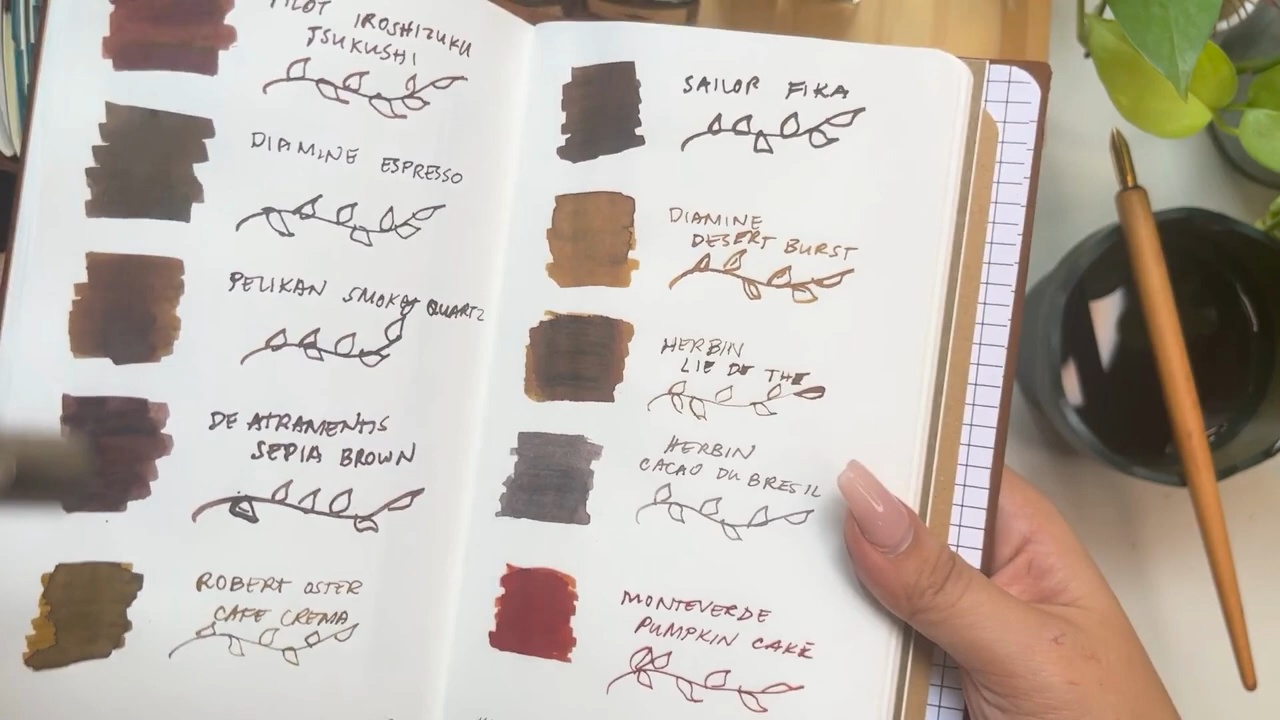 PILOT IROSHIZUKU
TSUKUSHI
DIAMINE ESPRESSO
PELIKAN SMOKEY QUARTZ
DE ATRAMENTIS
SEPIA BROWN
ROBERT OSTER
CAFE CREMA
SAILOR FIKA
DIAMINE
DESERT BURST
HERBIN
LIE DE THE
HERBIN
CACAO DU BRESIL
MONTEVERDE
PUMPKIN CAKE